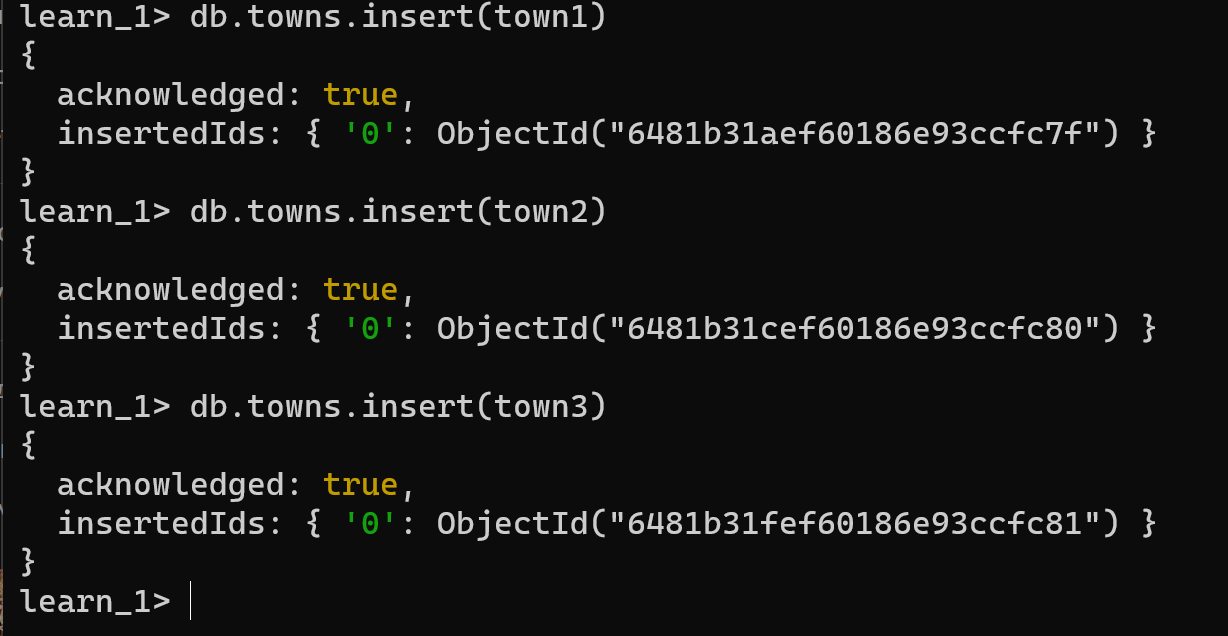 learn_1> db.towns.insert(town1)
{
  acknowledged: true,
  insertedIds: { '0': ObjectId("6481b31aef60186e93ccfc7f") }
}
learn_1> db.towns.insert(town2)
{
  acknowledged: true,
  insertedIds: { '0': ObjectId("6481b31cef60186e93ccfc80") }
}
learn_1> db.towns.insert(town3)
{
  acknowledged: true,
  insertedIds: { '0': ObjectId("6481b31fef60186e93ccfc81") }
}
learn_1>